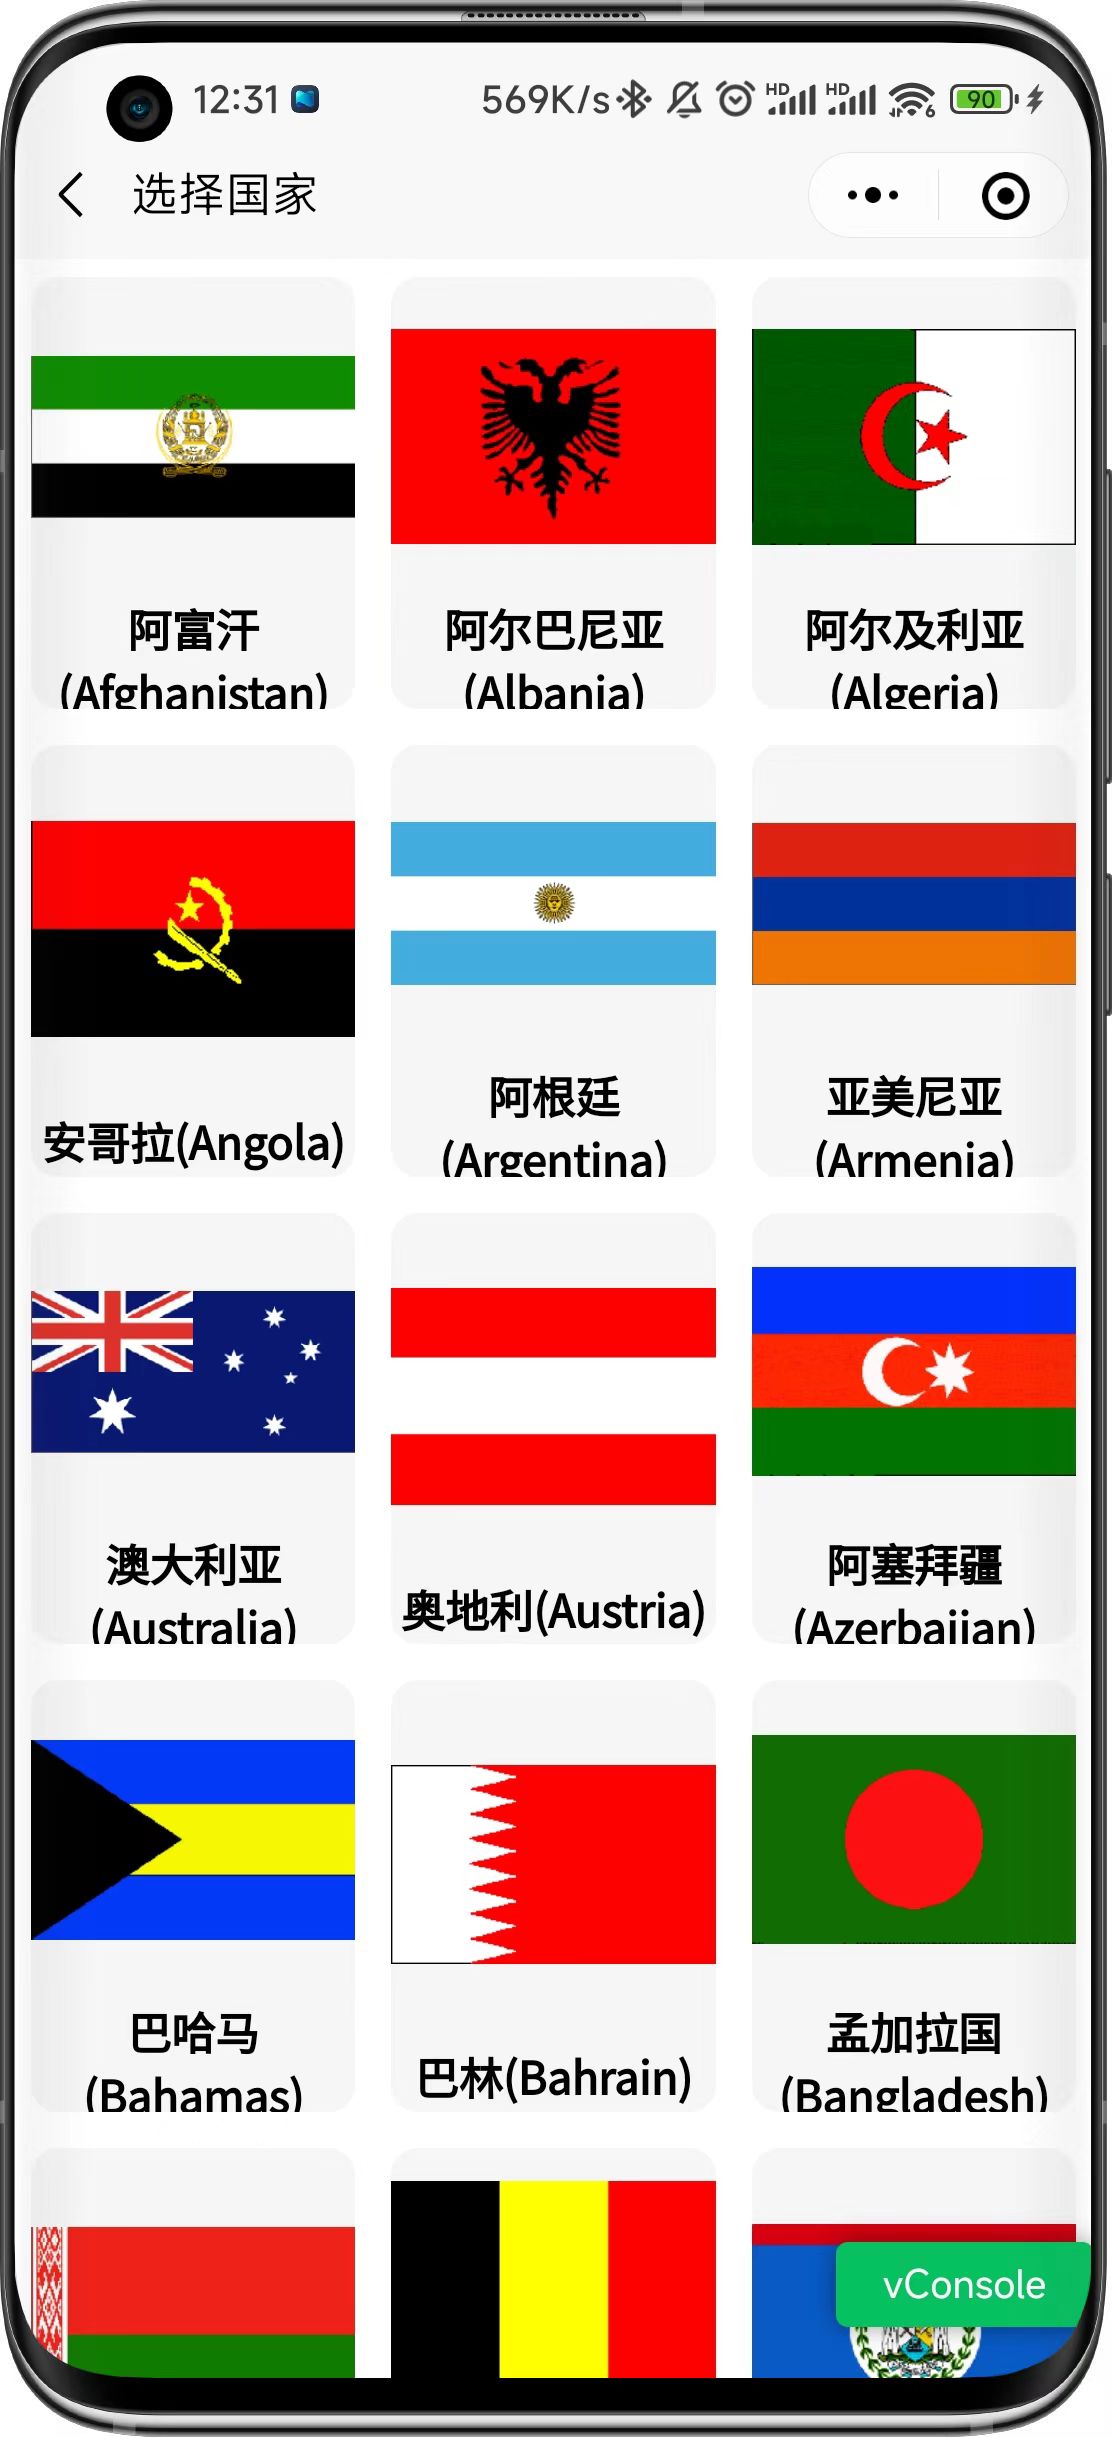 12:31
569K/s
HD
HD
6
90
选择国家
阿富汗
(Afghanistan)
阿尔巴尼亚
(Albania)
阿尔及利亚
(Algeria)
安哥拉(Angola)
阿根廷
(Argentina)
亚美尼亚
(Armenia)
澳大利亚
(Australia)
奥地利(Austria)
阿塞拜疆
(Azerbaijan)
巴哈马
(Bahamas)
巴林(Bahrain)
孟加拉国
(Bangladesh)
vConsole